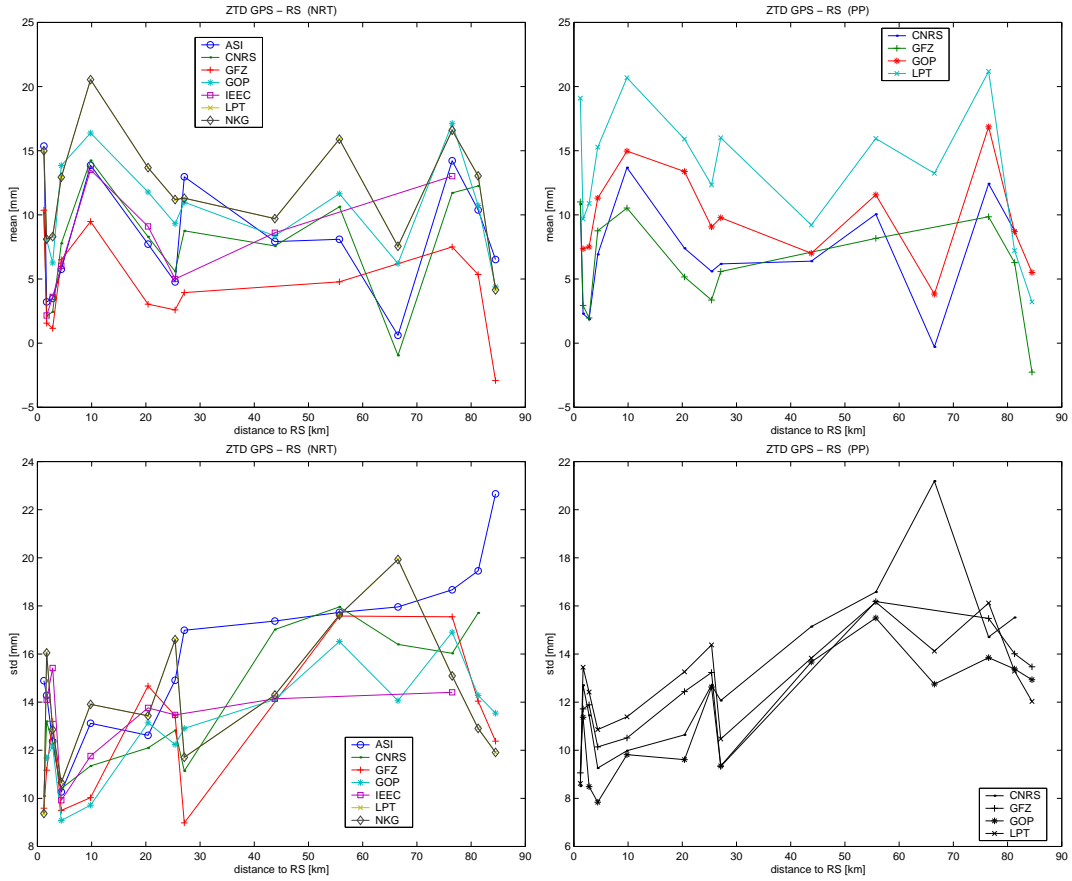 ZTD GPS − RS (NRT)
mean [mm]
25
20
15
10
5
0
−5
ASI
CNRS
GFZ
GOP
IEEC
LPT
NKG
0 10 20 30 40 50 60 70 80 90
distance to RS [km]
ZTD GPS − RS (PP)
mean [mm]
25
20
15
10
5
0
−5
CNRS
GFZ
GOP
LPT
0 10 20 30 40 50 60 70 80 90
distance to RS [km]
ZTD GPS − RS (NRT)
std [mm]
24
22
20
18
16
14
12
10
8
ASI
CNRS
GFZ
GOP
IEEC
LPT
NKG
0 10 20 30 40 50 60 70 80 90
distance to RS [km]
ZTD GPS − RS (PP)
std [mm]
22
20
18
16
14
12
10
8
6
CNRS
GFZ
GOP
LPT
0 10 20 30 40 50 60 70 80 90
distance to RS [km]